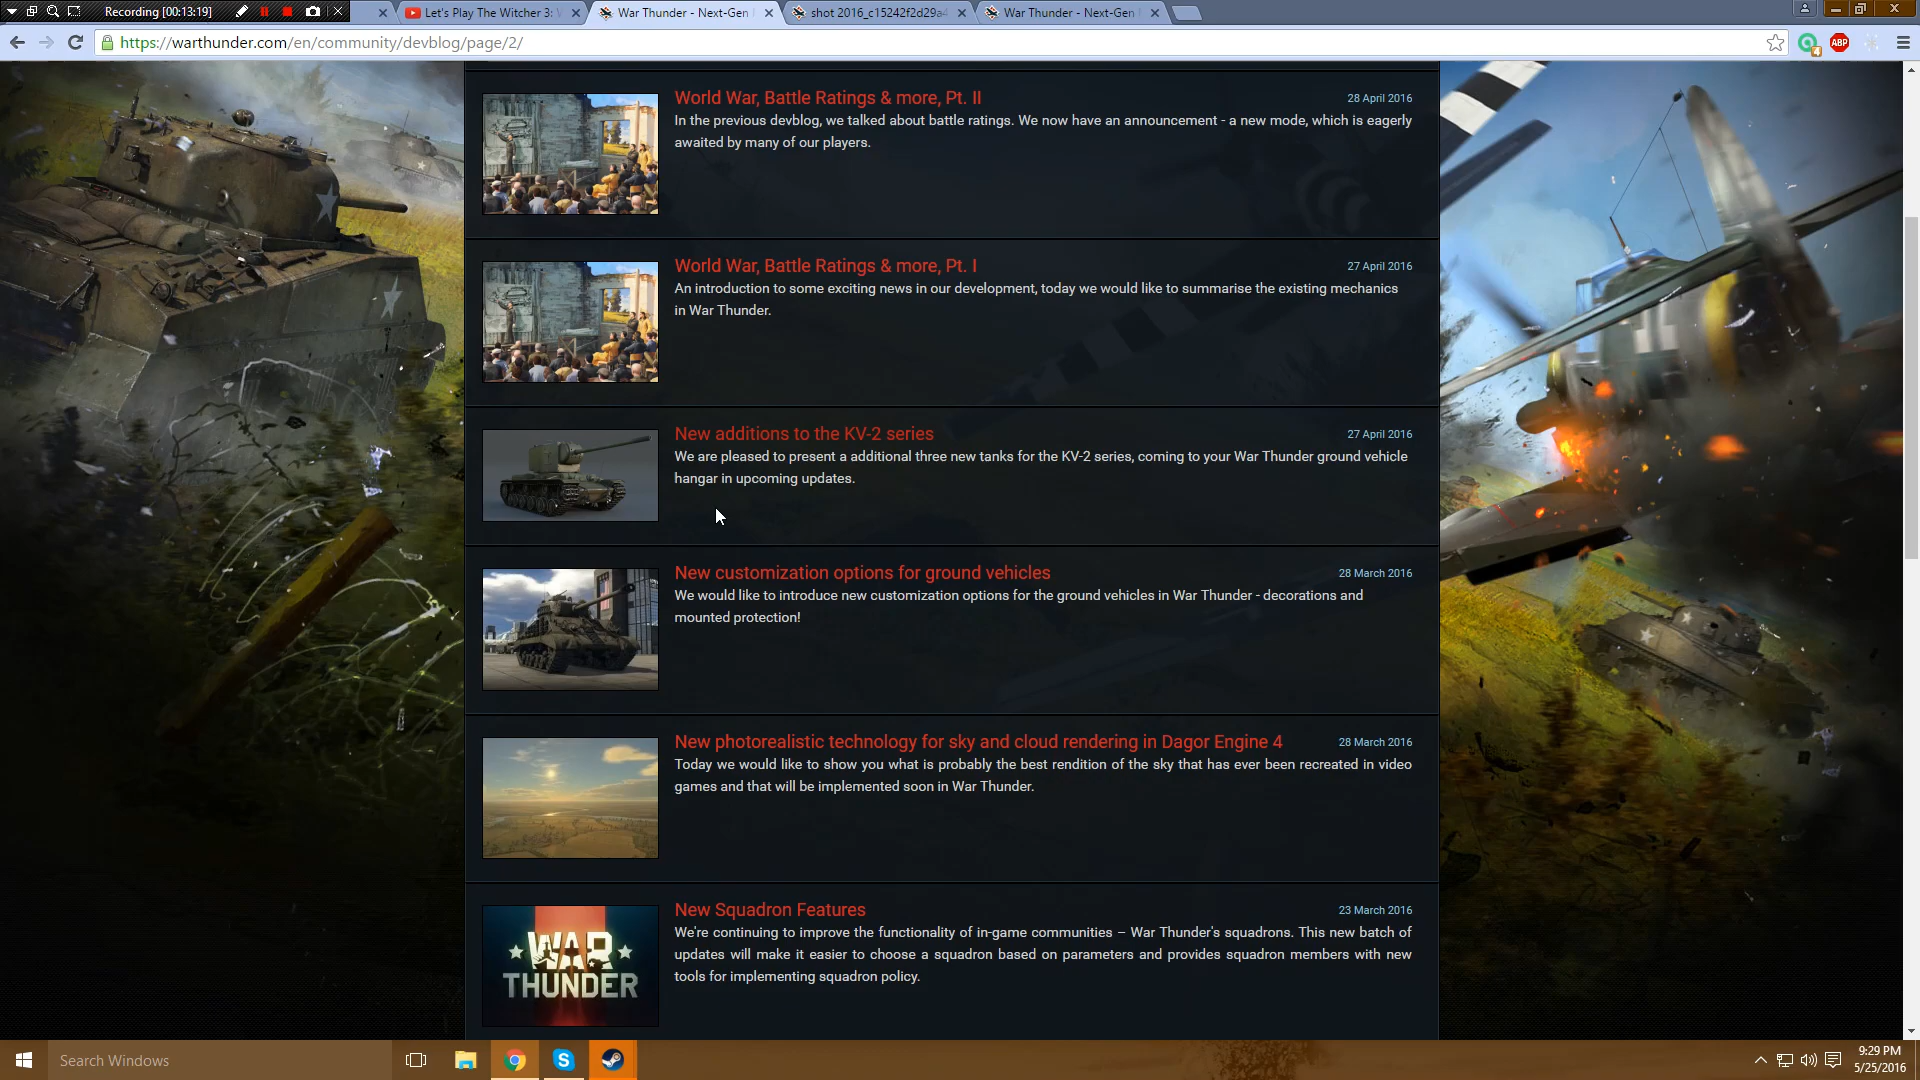 Recording [00:13:19]
Let's Play The Witcher 3:
War Thunder - Next-Gen
shot 2016_c15242f2d29a4
War Thunder - Next-Gen
https://warthunder.com/en/community/devblog/page/2/
ABP
World War, Battle Ratings & more, Pt. II
28 April 2016
In the previous devblog, we talked about battle ratings. We now have an announcement - a new mode, which is eagerly
awaited by many of our players.
World War, Battle Ratings & more, Pt. I
27 April 2016
An introduction to some exciting news in our development, today we would like to summarise the existing mechanics
in War Thunder.
New additions to the KV-2 series
27 April 2016
We are pleased to present a additional three new tanks for the KV-2 series, coming to your War Thunder ground vehicle
hangar in upcoming updates.
New customization options for ground vehicles
28 March 2016
We would like to introduce new customization options for the ground vehicles in War Thunder - decorations and
mounted protection!
New photorealistic technology for sky and cloud rendering in Dagor Engine 4
28 March 2016
Today we would like to show you what is probably the best rendition of the sky that has ever been recreated in video
games and that will be implemented soon in War Thunder.
WAR
THUNDER
New Squadron Features
23 March 2016
We're continuing to improve the functionality of in-game communities – War Thunder's squadrons. This new batch of
updates will make it easier to choose a squadron based on parameters and provides squadron members with new
tools for implementing squadron policy.
Search Windows
9:29 PM
5/25/2016